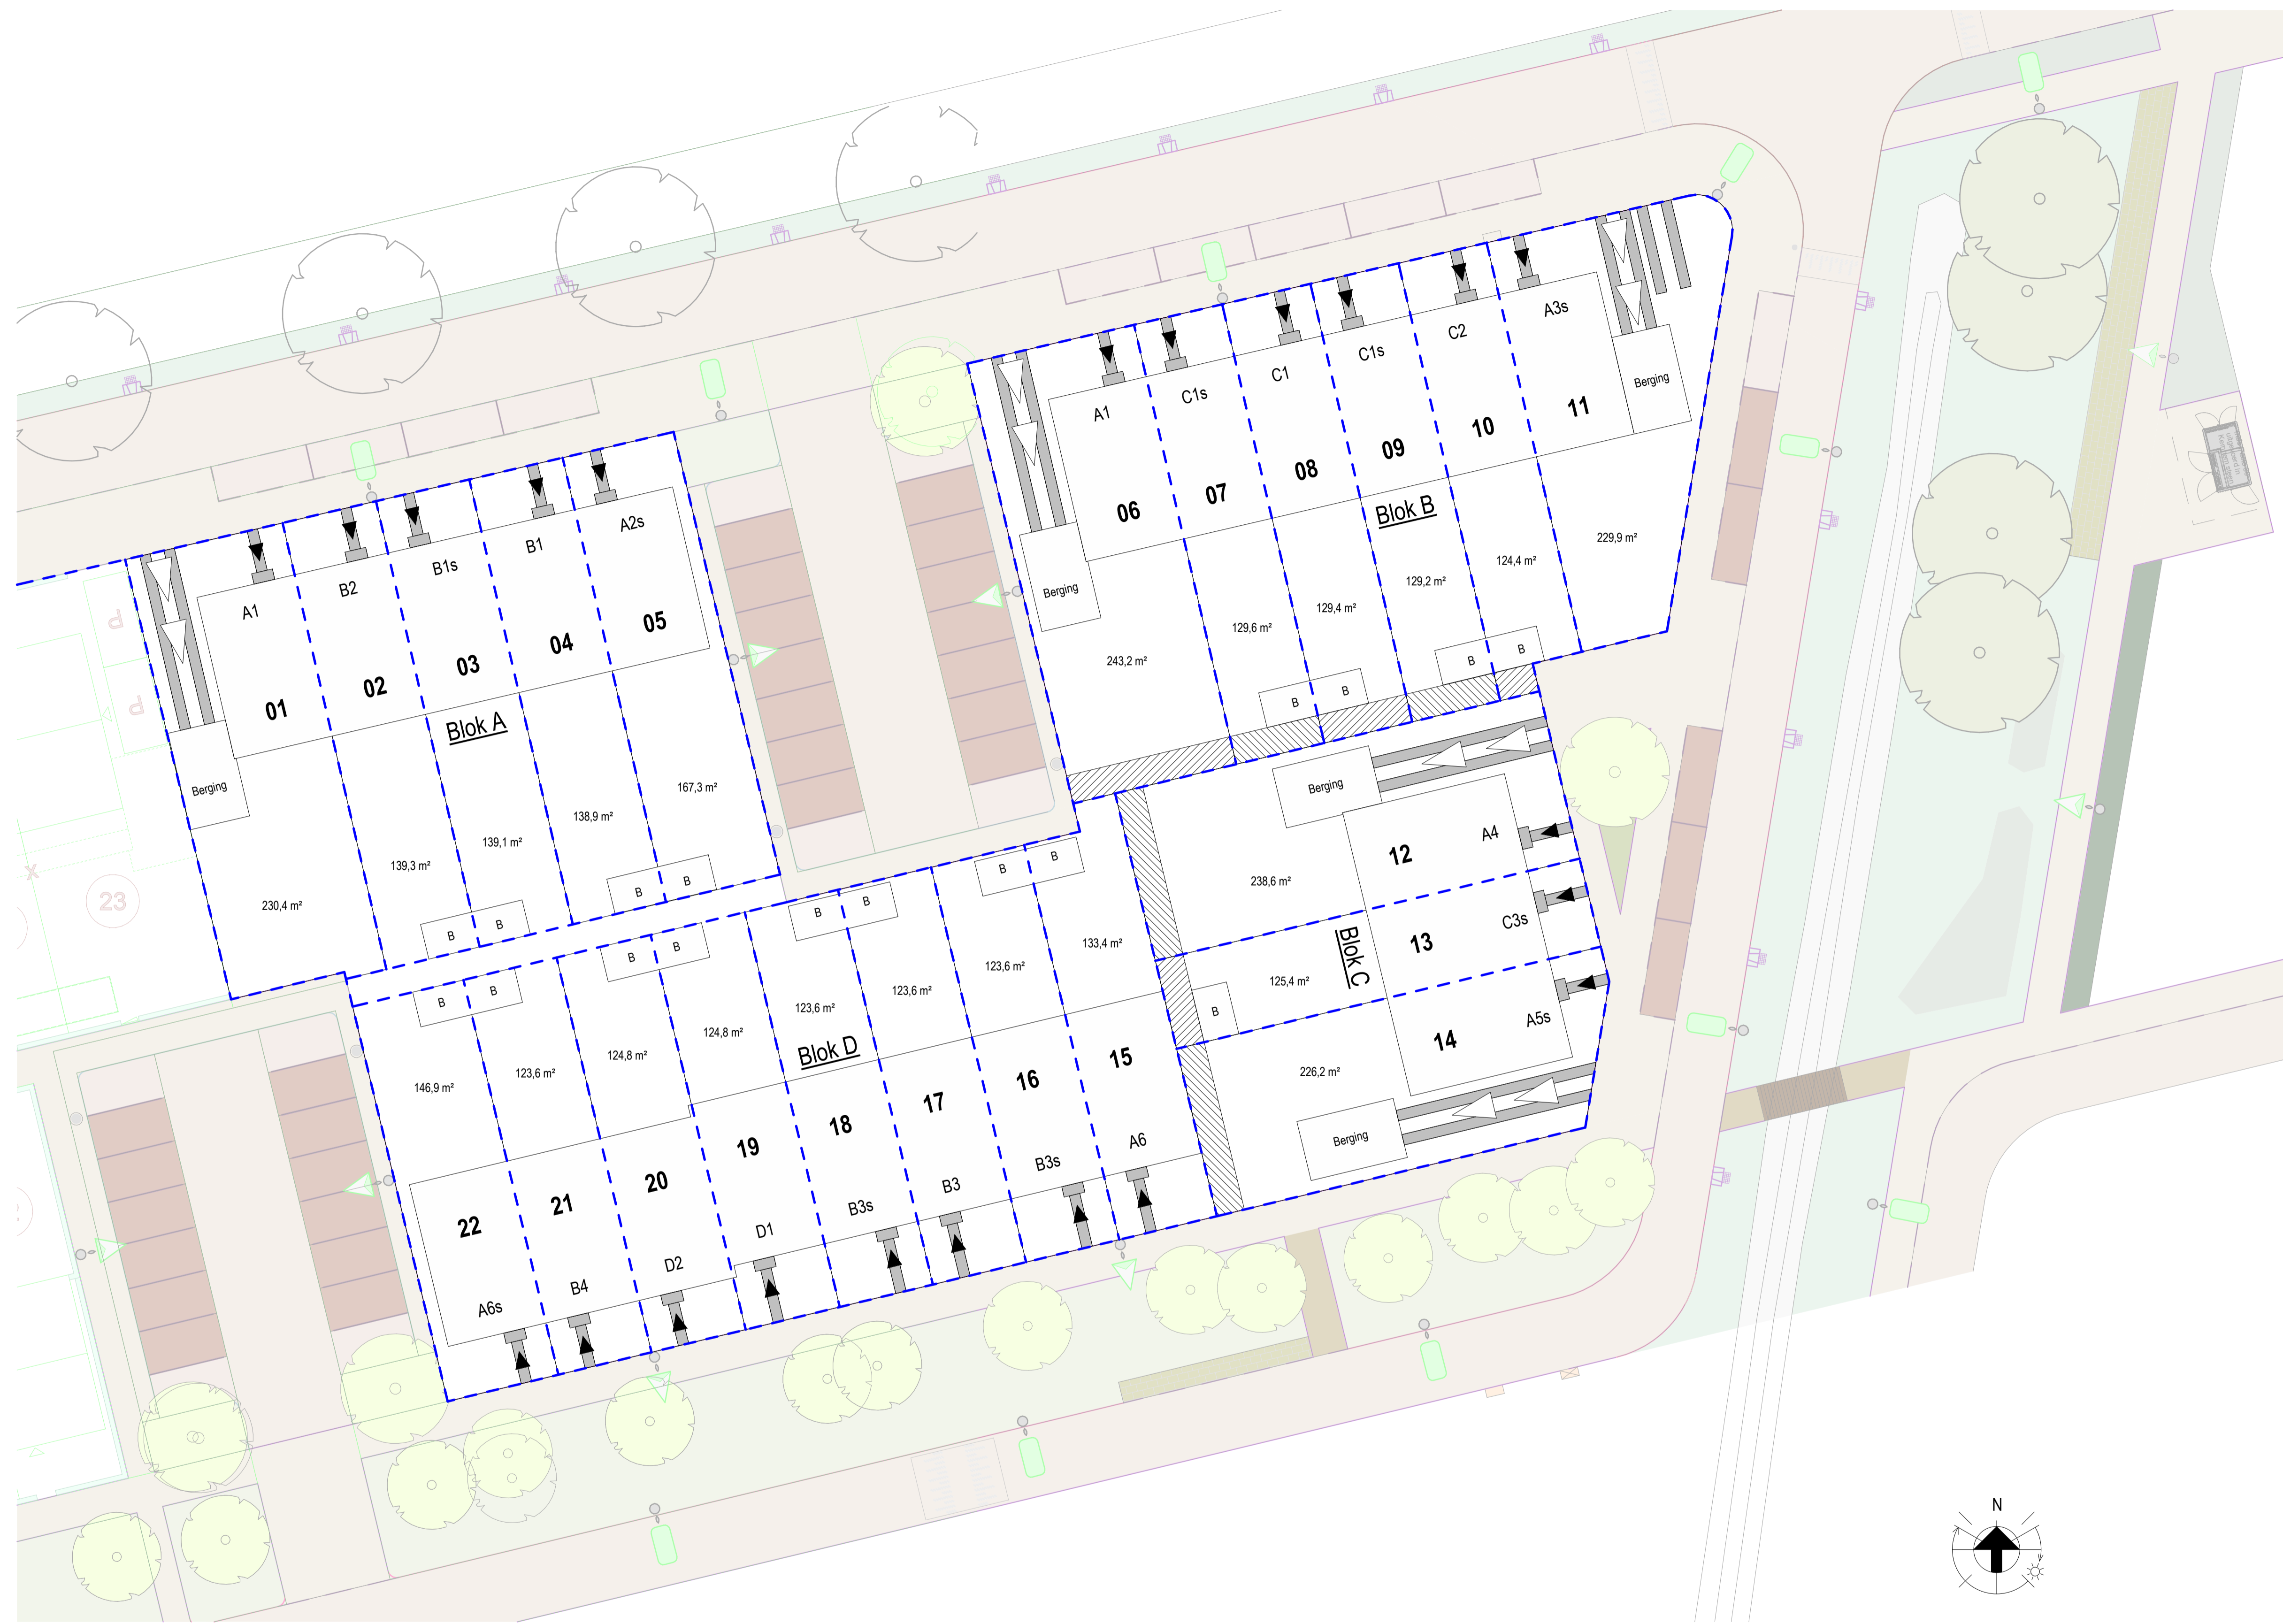 A1
B2
B1s
B1
A2s
01
02
03
04
05
Blok A
Berging
230,4 m²
139,3 m²
139,1 m²
138,9 m²
167,3 m²
B
B
B
B
A1
C1s
C1
C1s
C2
A3s
06
07
08
09
10
11
Blok B
Berging
Berging
243,2 m²
129,6 m²
129,4 m²
129,2 m²
124,4 m²
229,9 m²
B
B
B
B
Berging
12
A4
238,6 m²
13
C3s
125,4 m²
Blok C
B
14
A5s
226,2 m²
Berging
B
B
B
B
B
B
B
B
146,9 m²
123,6 m²
124,8 m²
124,8 m²
123,6 m²
123,6 m²
123,6 m²
133,4 m²
Blok D
22
21
20
19
18
17
16
15
A6s
B4
D2
D1
B3s
B3
B3s
A6
P
P
X
23
N